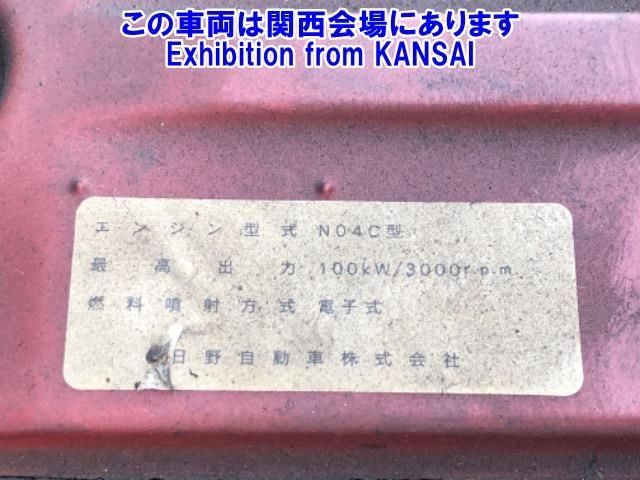 この車両は関西会場にあります
Exhibition from KANSAI
エンジン型式 N04C型
最高出力 100kW/3000r.p.m.
燃料噴射方式 電子式
日野自動車株式会社